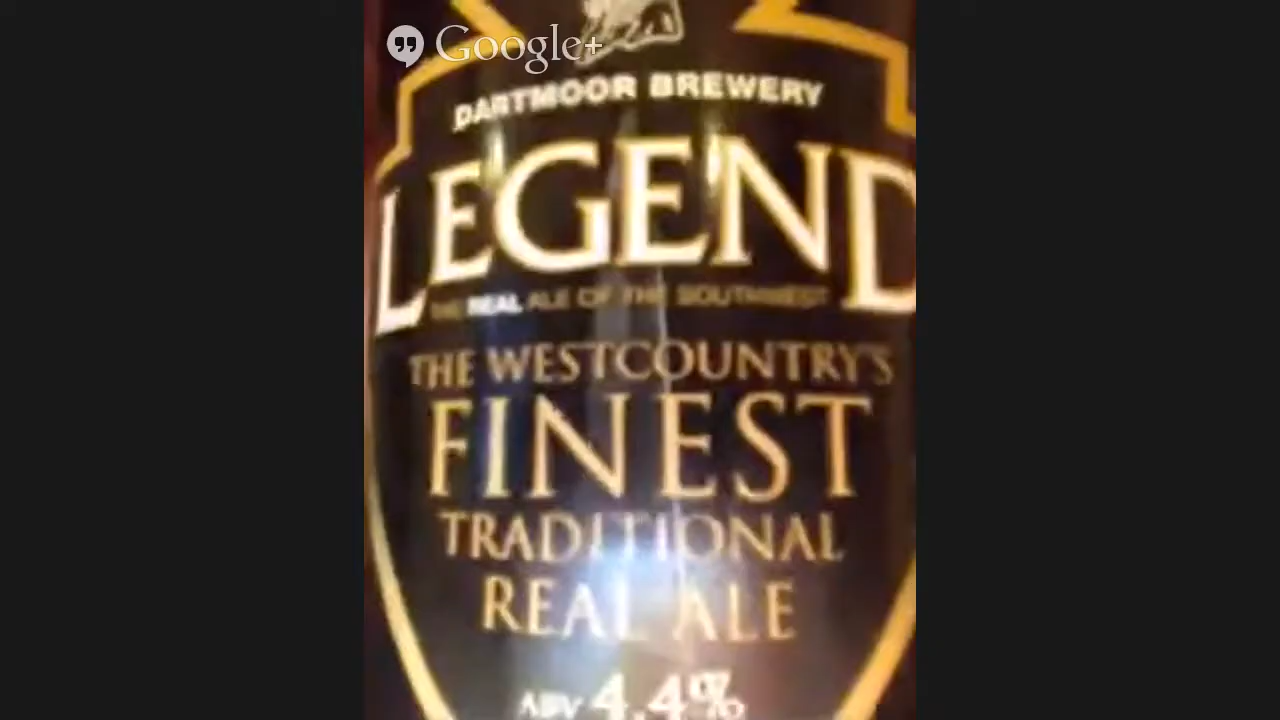 Google+
DARTMOOR BREWERY
LEGEND
THE REAL ALE OF THE SOUTHWEST
THE WESTCOUNTRY'S
FINEST
TRADITIONAL
REAL ALE
ABV 4.4%